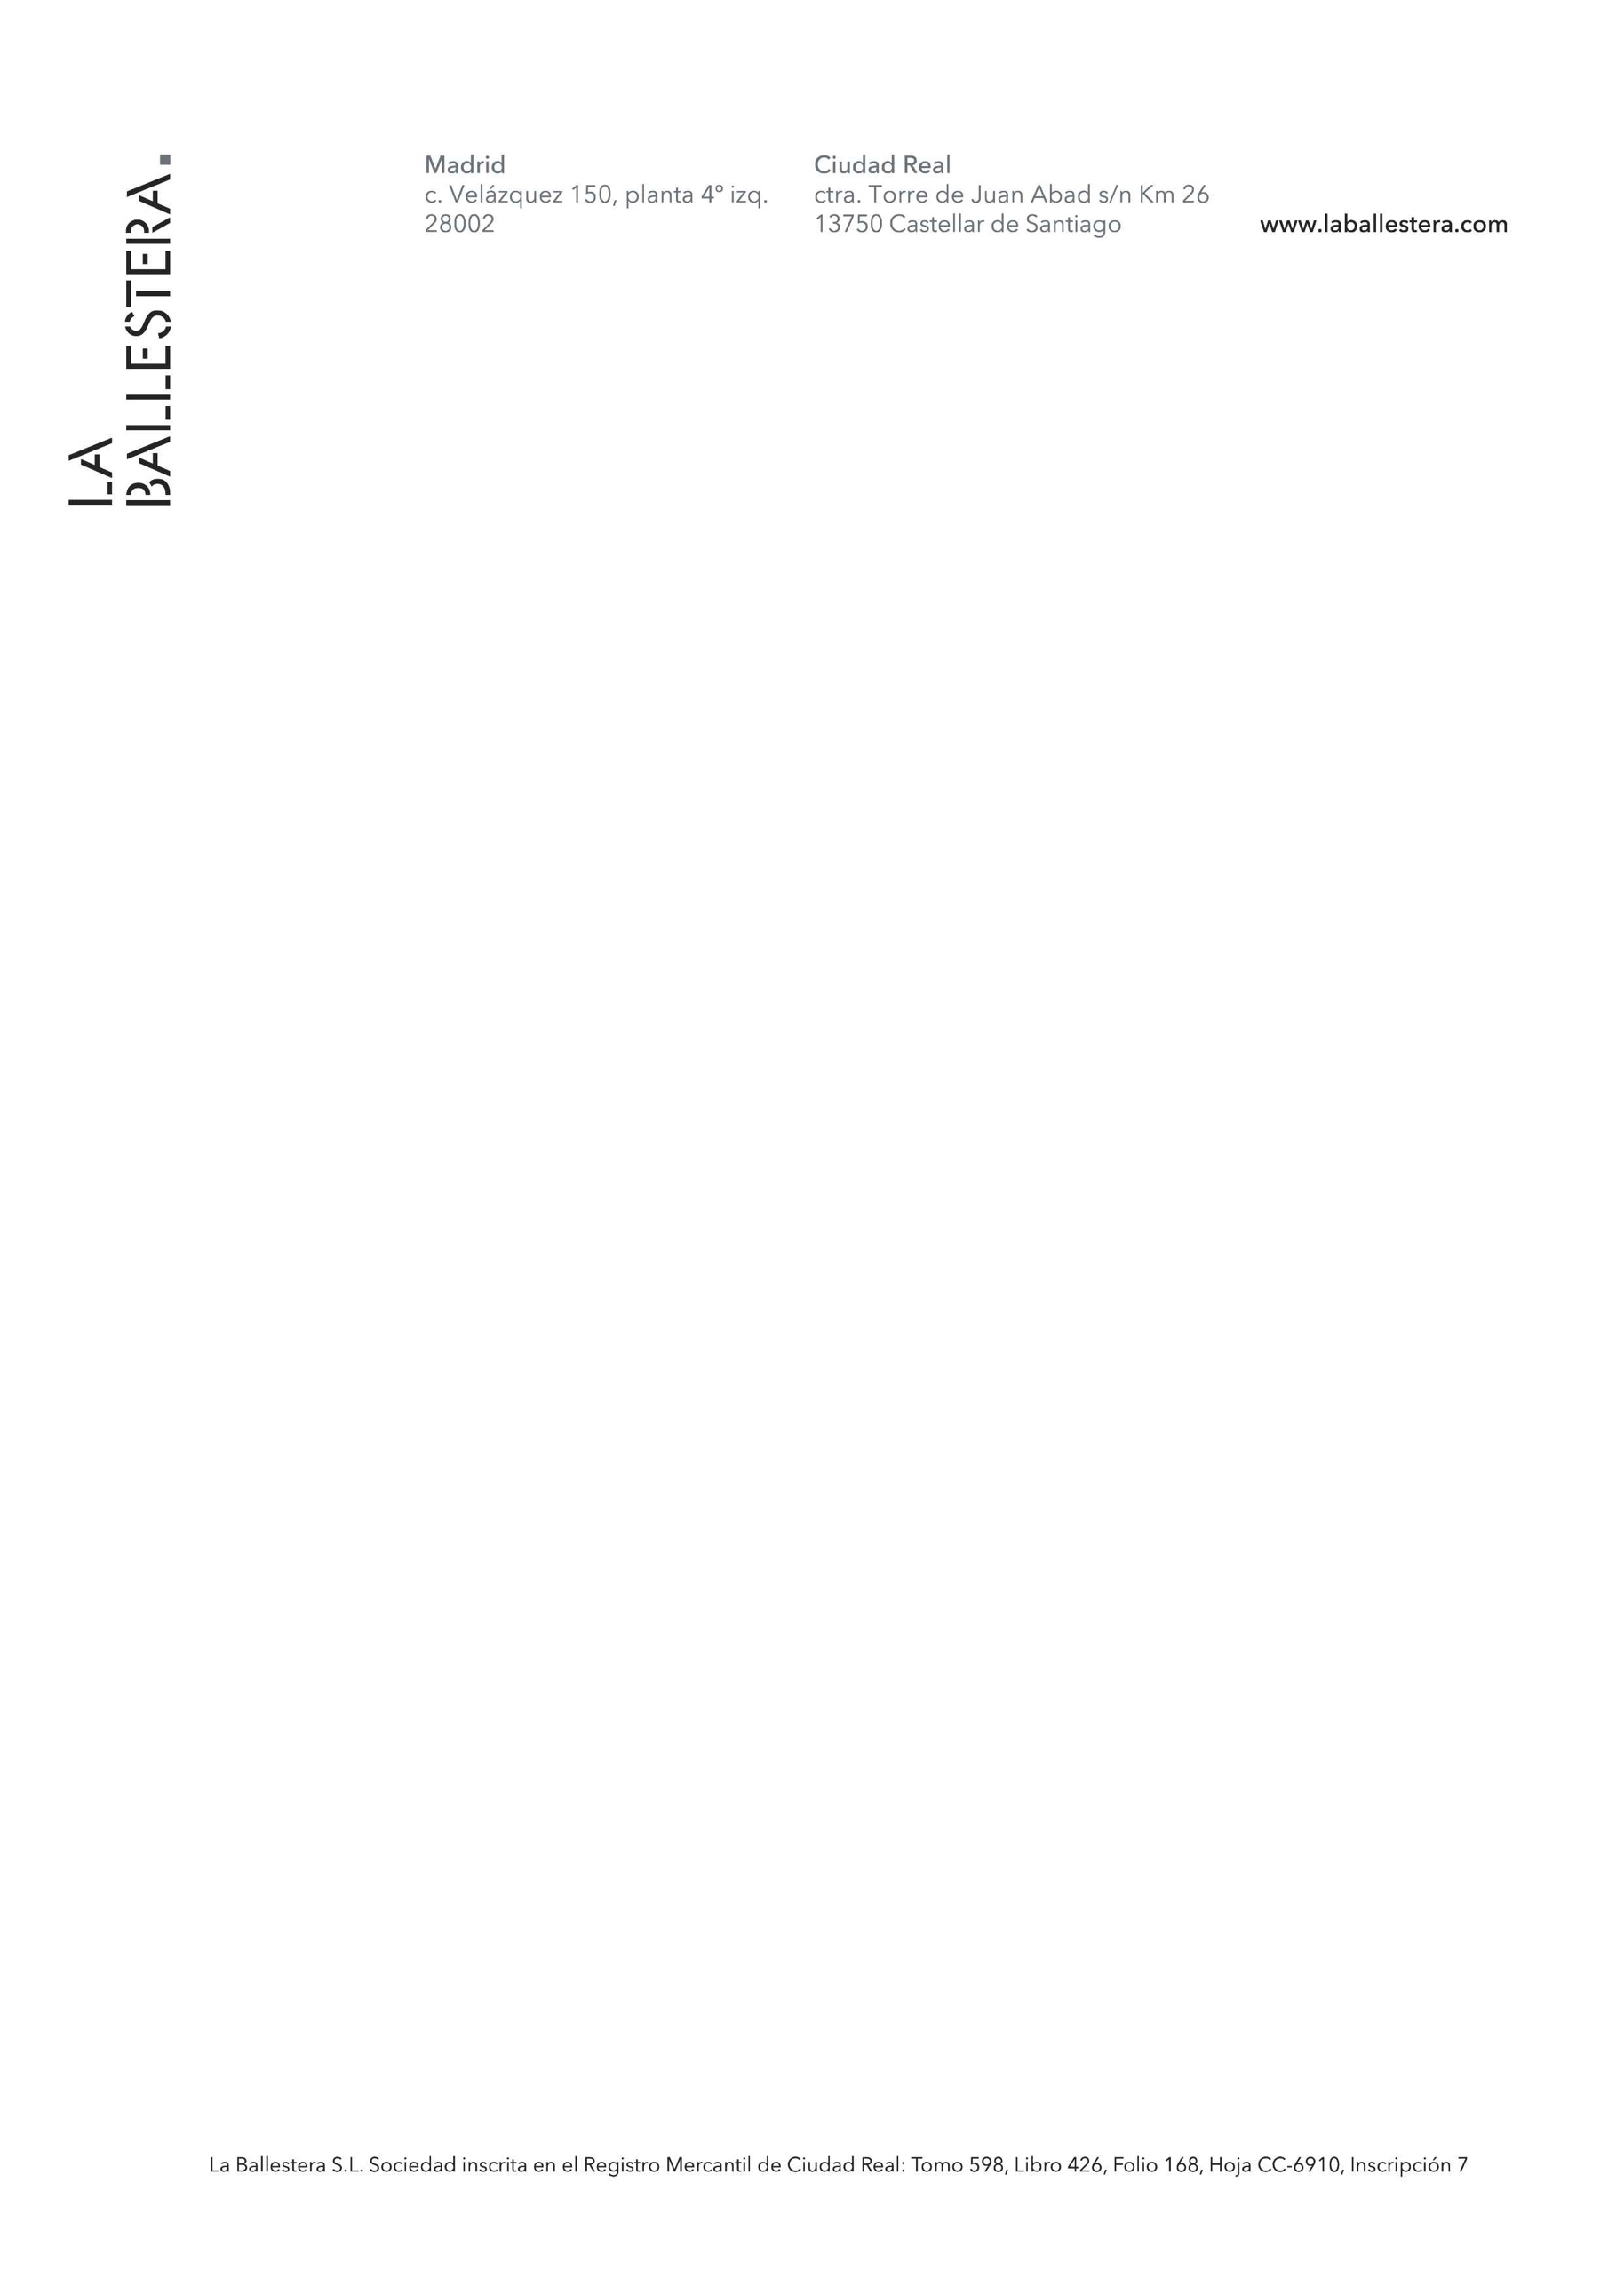 LA
BALLESTERA.
Madrid
c. Velázquez 150, planta 4º izq.
28002
Ciudad Real
ctra. Torre de Juan Abad s/n Km 26
13750 Castellar de Santiago
www.laballestera.com
La Ballestera S.L. Sociedad inscrita en el Registro Mercantil de Ciudad Real: Tomo 598, Libro 426, Folio 168, Hoja CC-6910, Inscripción 7